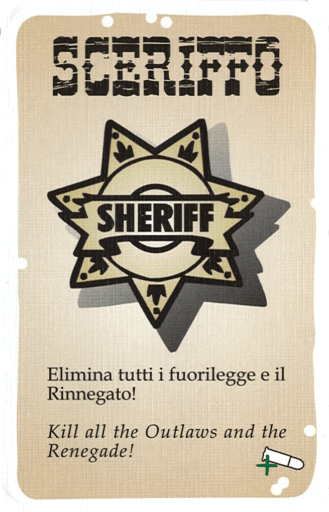 SCERIFFO
SHERIFF
Elimina tutti i fuorilegge e il
Rinnegato!
Kill all the Outlaws and the
Renegade!